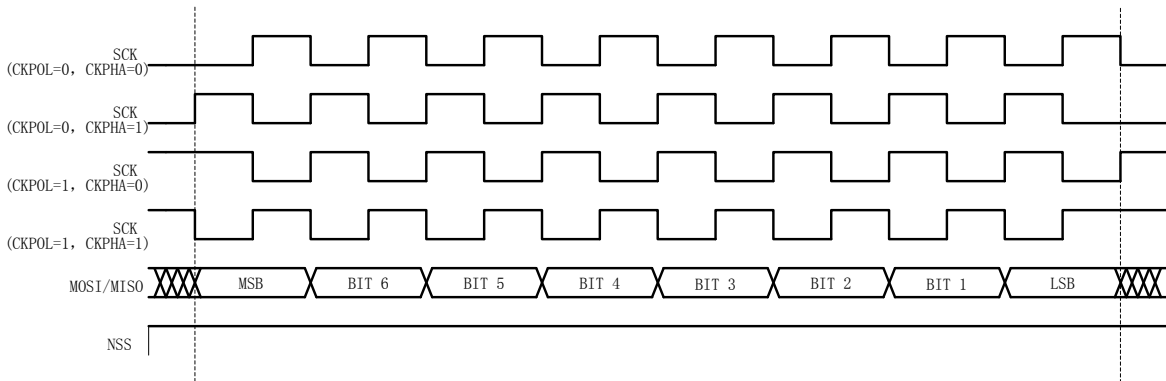 SCK
(CKPOL=0, CKPHA=0)
SCK
(CKPOL=0, CKPHA=1)
SCK
(CKPOL=1, CKPHA=0)
SCK
(CKPOL=1, CKPHA=1)
MOSI/MISO MSB BIT 6 BIT 5 BIT 4 BIT 3 BIT 2 BIT 1 LSB
NSS